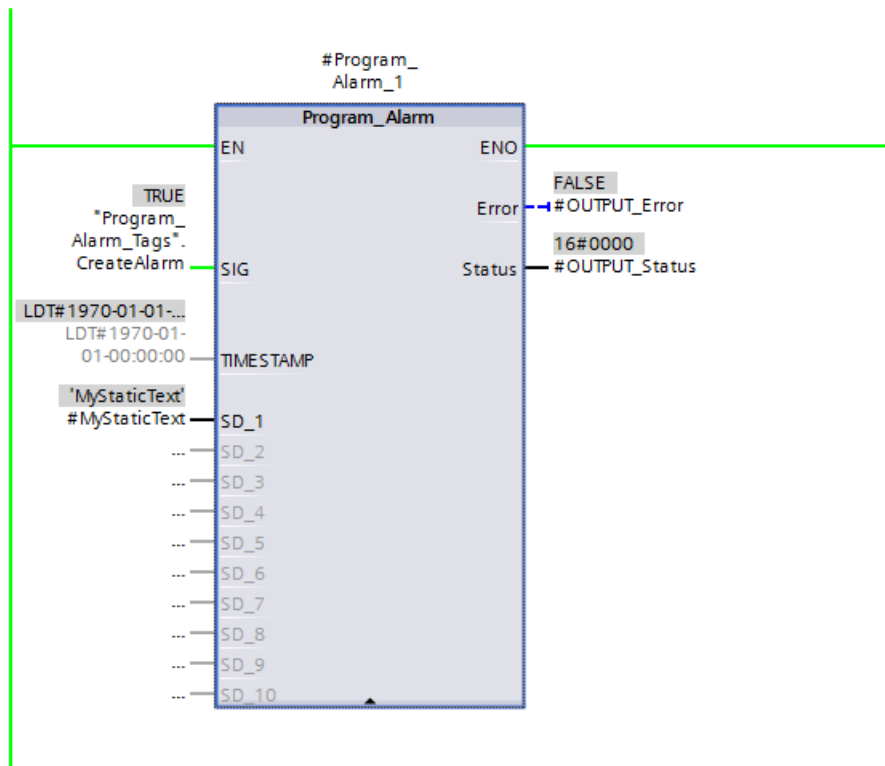 #Program_
Alarm_1
Program_Alarm
EN
ENO
TRUE
"Program_
Alarm_Tags".
CreateAlarm
SIG
Error
FALSE
#OUTPUT_Error
Status
16#0000
#OUTPUT_Status
LDT#1970-01-01-...
LDT#1970-01-
01-00:00:00
TIMESTAMP
'MyStaticText'
#MyStaticText
SD_1
... SD_2
... SD_3
... SD_4
... SD_5
... SD_6
... SD_7
... SD_8
... SD_9
... SD_10